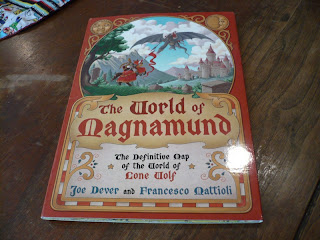 The World of
Magnamund
The Definitive Map
of the World of
Lone Wolf
Joe Dever and Francesco Mattioli